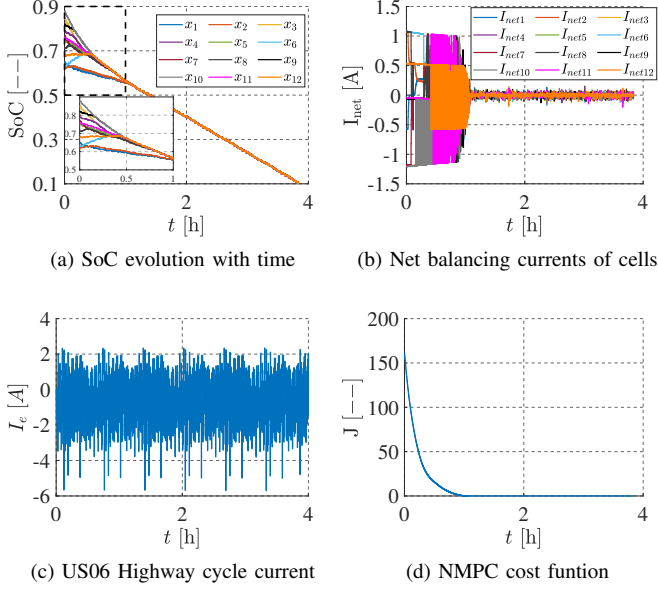 0.9
0.7
0.5
0.3
0.1
SoC [−−]
x1 x2 x3
x4 x5 x6
x7 x8 x9
x10 x11 x12
0.9
0.8
0.7
0.6
0.5
0 0.5 1
0 2 4
t [h]
(a) SoC evolution with time
1.5
1
0.5
0
-0.5
-1
-1.5
I_net [A]
Inet1 Inet2 Inet3
Inet4 Inet5 Inet6
Inet7 Inet8 Inet9
Inet10 Inet11 Inet12
0 2 4
t [h]
(b) Net balancing currents of cells
4
2
0
-2
-4
-6
I_e [A]
0 2 4
t [h]
(c) US06 Highway cycle current
200
150
100
50
0
J [−−]
0 2 4
t [h]
(d) NMPC cost funtion